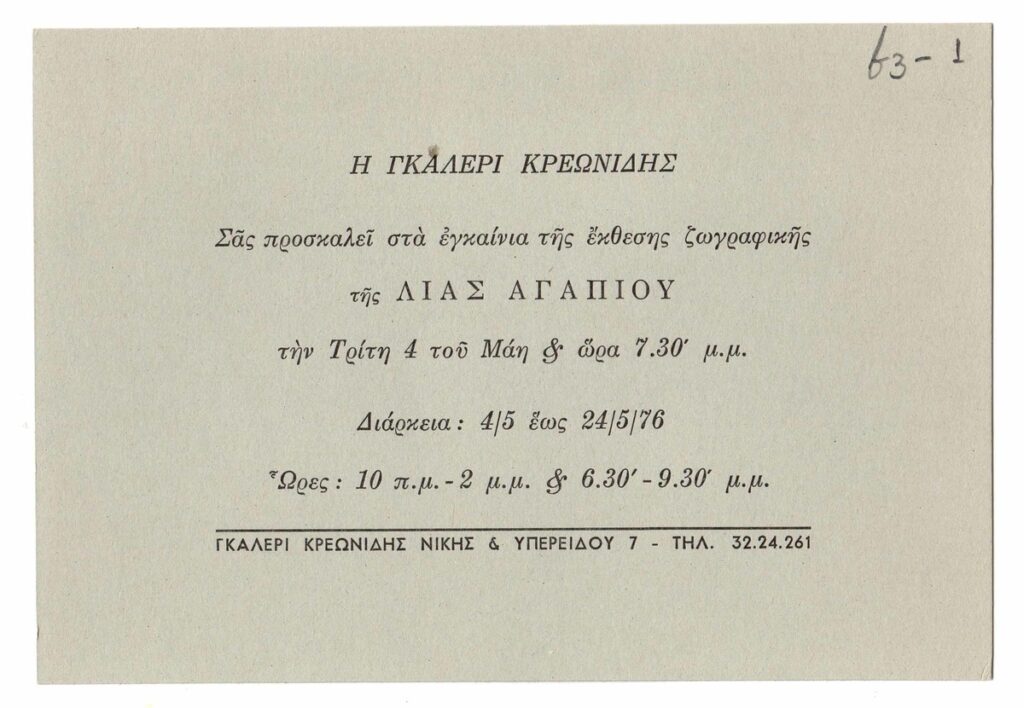 63-1
Η ΓΚΑΛΕΡΙ ΚΡΕΩΝΙΔΗΣ
Σᾶς προσκαλεῖ στὰ ἐγκαίνια τῆς ἔκθεσης ζωγραφικῆς
τῆς ΛΙΑΣ ΑΓΑΠΙΟΥ
τὴν Τρίτη 4 τοῦ Μάη & ὥρα 7.30′ μ.μ.
Διάρκεια: 4/5 ἕως 24/5/76
Ὧρες: 10 π.μ.-2 μ.μ. & 6.30′-9.30′ μ.μ.
ΓΚΑΛΕΡΙ ΚΡΕΩΝΙΔΗΣ ΝΙΚΗΣ & ΥΠΕΡΕΙΔΟΥ 7 - ΤΗΛ. 32.24.261